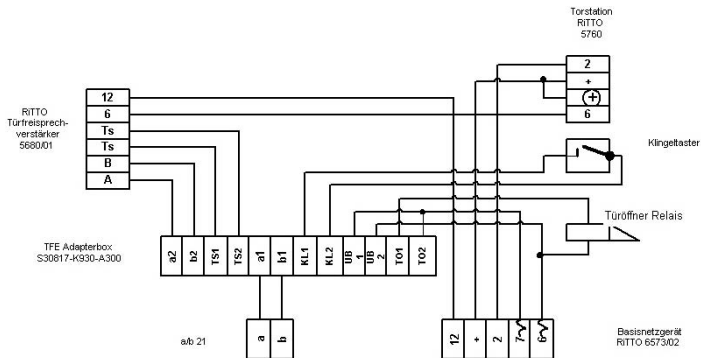 Torstation
RiTTO
5760
2
+
(+)
6
12
6
Ts
Ts
B
A
RiTTO
Türfreisprech-
verstärker
5680/01
Klingeltaster
Türöffner Relais
TFE Adapterbox
S30817-K930-A300
a2
b2
TS1
TS2
a1
b1
KL1
KL2
UB
1
UB
2
TO1
TO2
a/b 21
a
b
12
+
2
7~
6~
Basisnetzgerät
RiTTO 6573/02